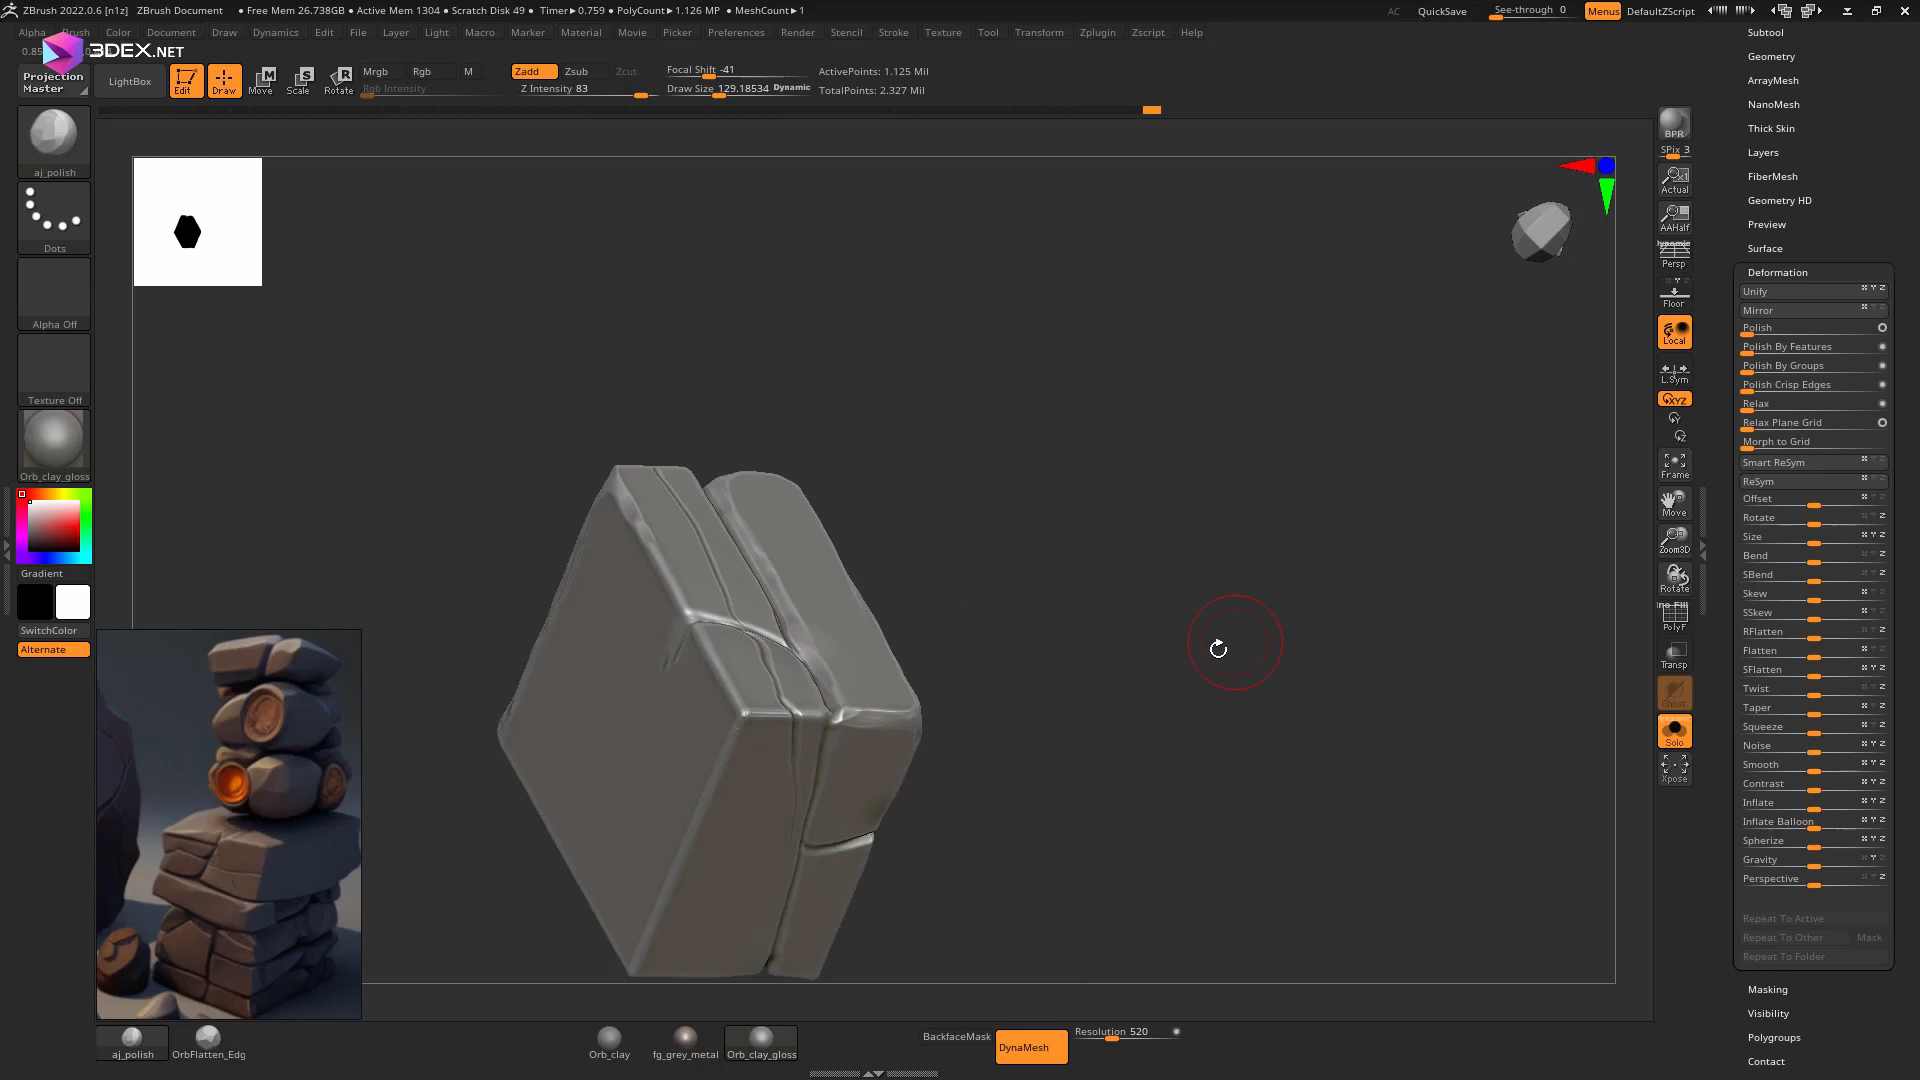 ZBrush 2022.0.6 [n1z] ZBrush Document • Free Mem 26.738GB • Active Mem 1304 • Scratch Disk 49 • Timer▶0.759 • PolyCount▶1.126 MP • MeshCount▶1 AC QuickSave See-through 0 Menus DefaultZScript
Alpha Brush Color Document Draw Dynamics Edit File Layer Light Macro Marker Material Movie Picker Preferences Render Stencil Stroke Texture Tool Transform Zplugin Zscript Help
3DEX.NET
Projection Master
LightBox
Edit
Draw
Move
Scale
Rotate
Mrgb Rgb M
Rgb Intensity
Zadd Zsub Zcut
Z Intensity 83
Focal Shift -41
Draw Size 129.18534 Dynamic
ActivePoints: 1.125 Mil
TotalPoints: 2.327 Mil
aj_polish
Dots
Alpha Off
Texture Off
Orb_clay_gloss
Gradient
SwitchColor
Alternate
BPR
SPix 3
Actual
AAHalf
Dynamic
Persp
Floor
Local
L.Sym
XYZ
Frame
Move
Zoom3D
Rotate
PolyF
Transp
Ghost
Solo
Xpose
Subtool
Geometry
ArrayMesh
NanoMesh
Thick Skin
Layers
FiberMesh
Geometry HD
Preview
Surface
Deformation
Unify
Mirror
Polish
Polish By Features
Polish By Groups
Polish Crisp Edges
Relax
Relax Plane Grid
Morph to Grid
Smart ReSym
ReSym
Offset
Rotate
Size
Bend
SBend
Skew
SSkew
RFlatten
Flatten
SFlatten
Twist
Taper
Squeeze
Noise
Smooth
Contrast
Inflate
Inflate Balloon
Spherize
Gravity
Perspective
Repeat To Active
Repeat To Other Mask
Repeat To Folder
Masking
Visibility
Polygroups
Contact
aj_polish
OrbFlatten_Edg
Orb_clay
fg_grey_metal
Orb_clay_gloss
BackfaceMask
DynaMesh
Resolution 520